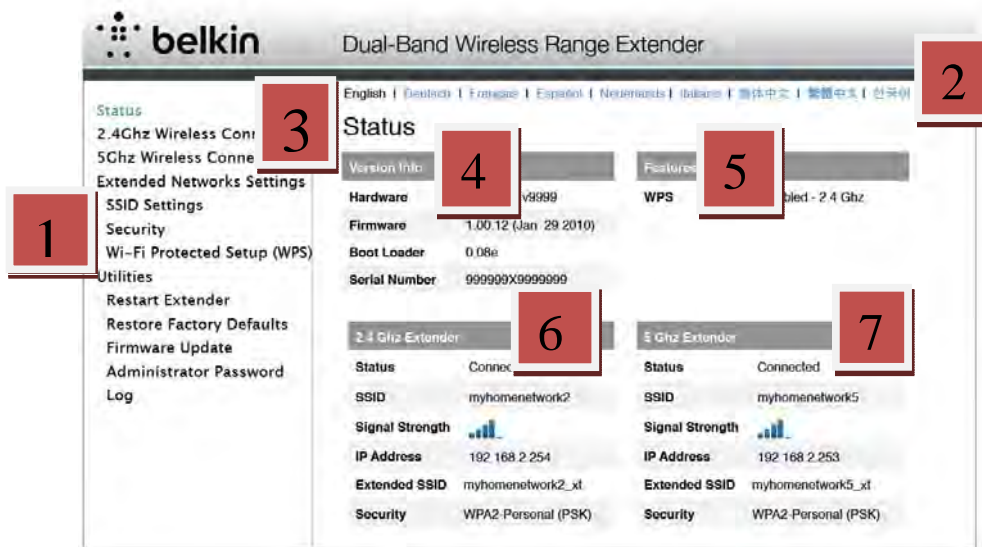 belkin
Dual-Band Wireless Range Extender
2
English | Deutsch | Français | Español | Nederlands | Italiano | 简体中文 | 繁體中文 | 한국어
Status
2.4Ghz Wireless
5Ghz Wireless
Extended Networks Settings
SSID Settings
Security
Wi-Fi Protected Setup (WPS)
Utilities
Restart Extender
Restore Factory Defaults
Firmware Update
Administrator Password
Log
1
3
Status
Version Info
4
Hardware v9999
Firmware 1.00.12 (Jan 29 2010)
Boot Loader 0.08e
Serial Number 999999X9999999
Features
5
WPS - 2.4 Ghz
2.4 Ghz Extender
6
Status
SSID myhomenetwork2
Signal Strength
IP Address 192 168 2 254
Extended SSID myhomenetwork2_xt
Security WPA2-Personal (PSK)
5 Ghz Extender
7
Status Connected
SSID myhomenetwork5
Signal Strength
IP Address 192 168 2 253
Extended SSID myhomenetwork5_xt
Security WPA2-Personal (PSK)